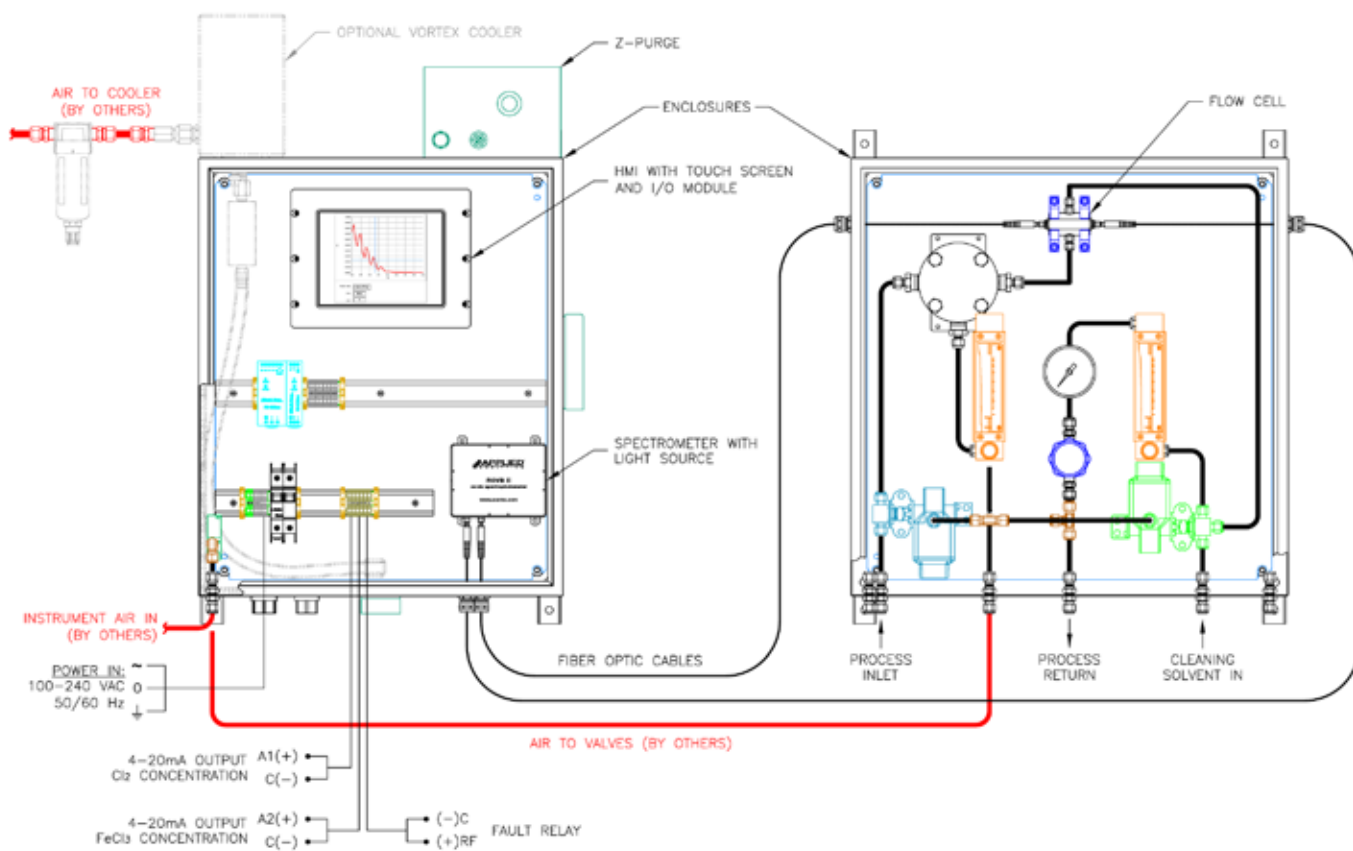 OPTIONAL VORTEX COOLER
Z-PURGE
AIR TO COOLER
(BY OTHERS)
ENCLOSURES
FLOW CELL
HMI WITH TOUCH SCREEN
AND I/O MODULE
SPECTROMETER WITH
LIGHT SOURCE
APPLIED
INSTRUMENT AIR IN
(BY OTHERS)
POWER IN:
100-240 VAC
50/60 Hz
~
0
FIBER OPTIC CABLES
PROCESS
INLET
PROCESS
RETURN
CLEANING
SOLVENT IN
AIR TO VALVES (BY OTHERS)
4-20mA OUTPUT
Cl₂ CONCENTRATION
A1(+)
C(-)
4-20mA OUTPUT
FeCl₃ CONCENTRATION
A2(+)
C(-)
(-)C
(+)RF
FAULT RELAY